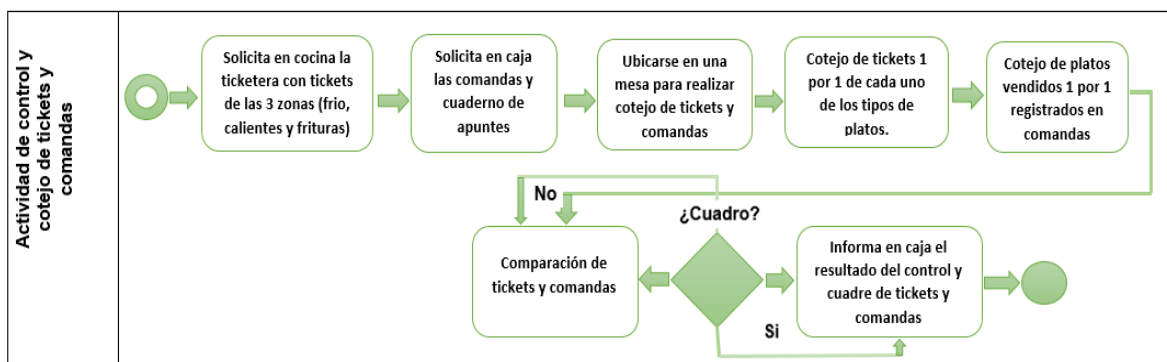 Actividad de control y
cotejo de tickets y
comandas
Solicita en cocina la
ticketera con tickets
de las 3 zonas (frio,
calientes y frituras)
Solicita en caja
las comandas y
cuaderno de
apuntes
Ubicarse en una
mesa para realizar
cotejo de tickets y
comandas
Cotejo de tickets 1
por 1 de cada uno
de los tipos de
platos.
Cotejo de platos
vendidos 1 por 1
registrados en
comandas
No
¿Cuadro?
Comparación de
tickets y comandas
Informa en caja el
resultado del control y
cuadre de tickets y
comandas
Si